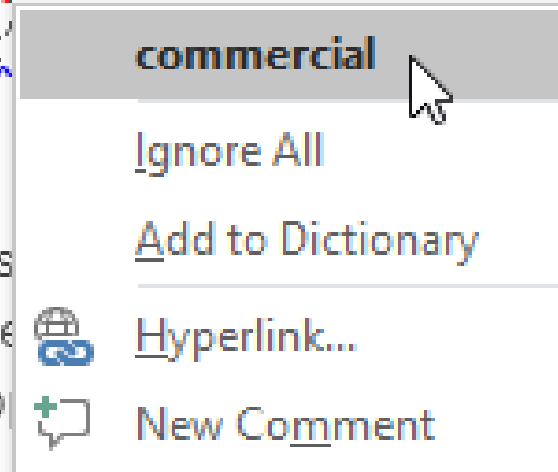 commercial
Ignore All
Add to Dictionary
Hyperlink...
New Comment